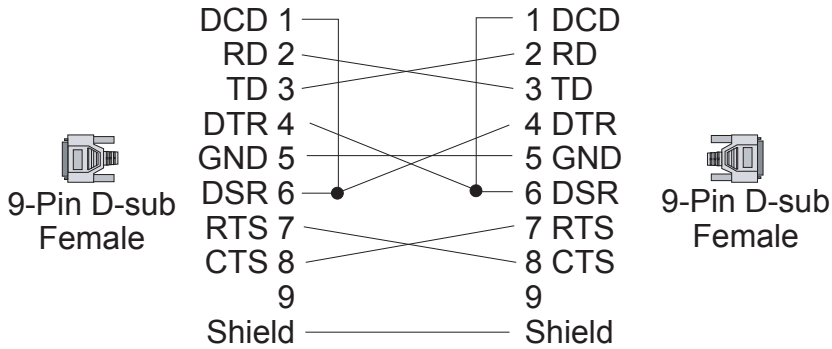 DCD 1 1 DCD
RD 2 2 RD
TD 3 3 TD
DTR 4 4 DTR
GND 5 5 GND
DSR 6 6 DSR
9-Pin D-sub 9-Pin D-sub
Female Female
RTS 7 7 RTS
CTS 8 8 CTS
9 9
Shield Shield